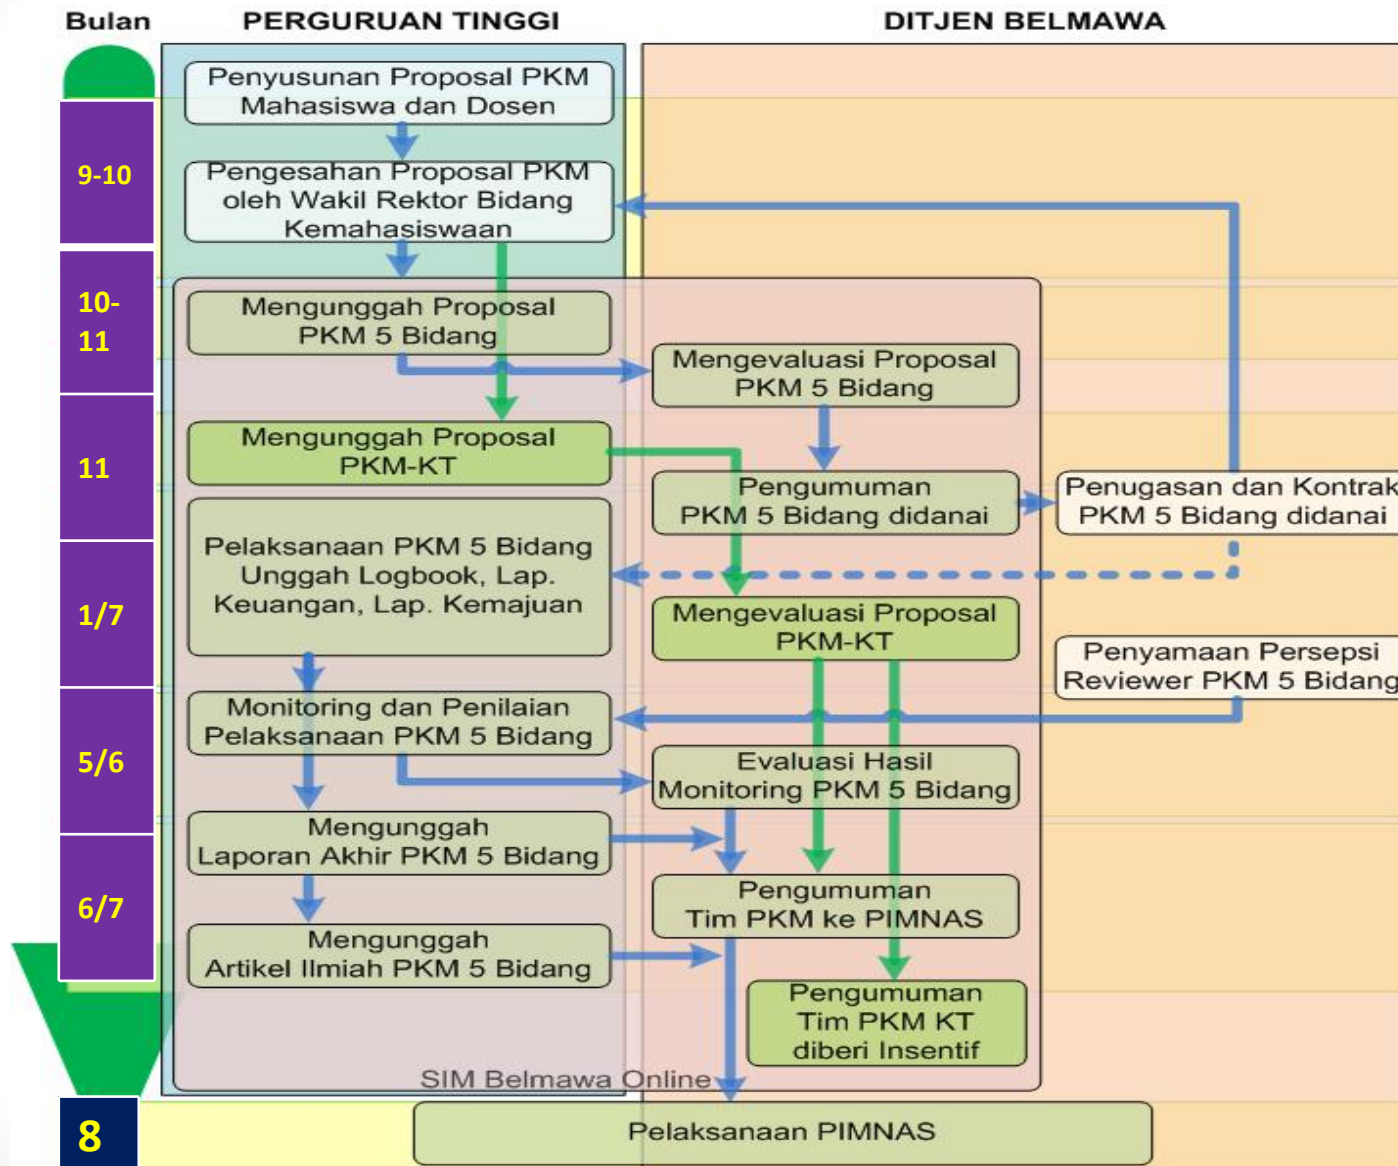 Bulan
PERGURUAN TINGGI
DITJEN BELMAWA
9-10
Penyusunan Proposal PKM
Mahasiswa dan Dosen
Pengesahan Proposal PKM
oleh Wakil Rektor Bidang
Kemahasiswaan
10-
11
Mengunggah Proposal
PKM 5 Bidang
Mengevaluasi Proposal
PKM 5 Bidang
11
Mengunggah Proposal
PKM-KT
Pengumuman
PKM 5 Bidang didanai
Penugasan dan Kontrak
PKM 5 Bidang didanai
1/7
Pelaksanaan PKM 5 Bidang
Unggah Logbook, Lap.
Keuangan, Lap. Kemajuan
Mengevaluasi Proposal
PKM-KT
Penyamaan Persepsi
Reviewer PKM 5 Bidang
5/6
Monitoring dan Penilaian
Pelaksanaan PKM 5 Bidang
Evaluasi Hasil
Monitoring PKM 5 Bidang
Mengunggah
Laporan Akhir PKM 5 Bidang
6/7
Pengumuman
Tim PKM ke PIMNAS
Mengunggah
Artikel Ilmiah PKM 5 Bidang
Pengumuman
Tim PKM KT
diberi Insentif
SIM Belmawa Online
8
Pelaksanaan PIMNAS